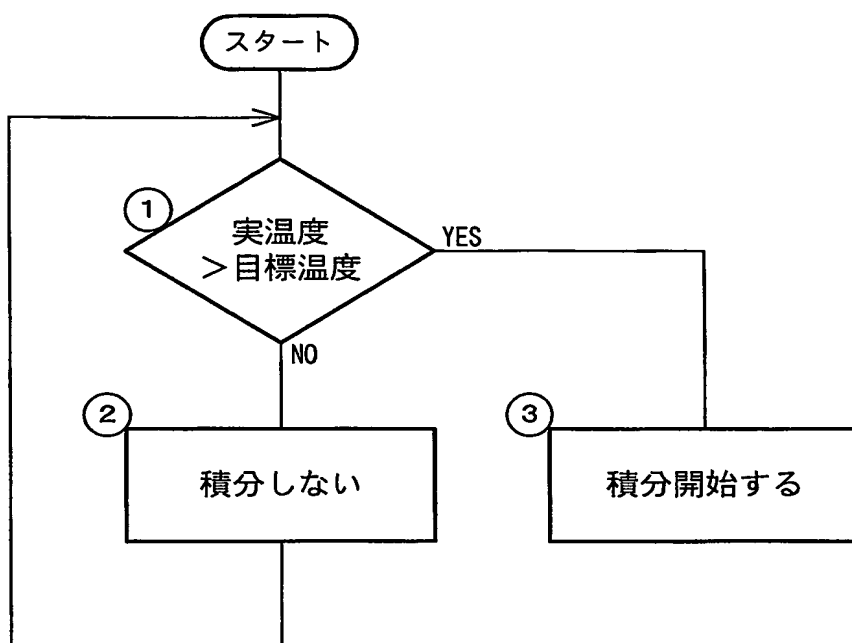 スタート
①
実温度
＞目標温度
YES
NO
②
積分しない
③
積分開始する